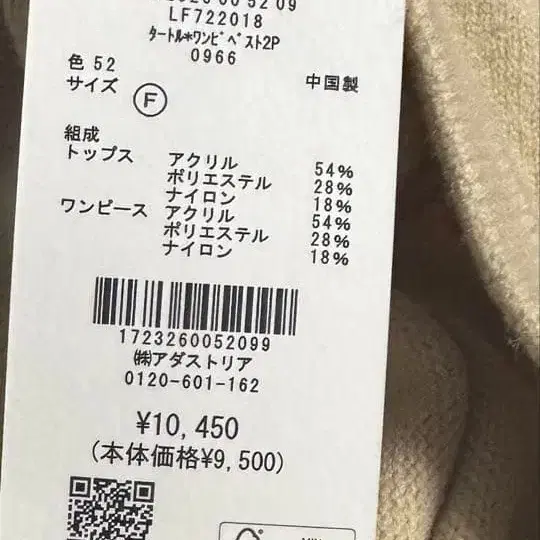 LF722018
ﾀｰﾄﾙ*ﾜﾝﾋﾟﾍﾞｽﾄ2P
0966
色 52
サイズ Ⓕ 中国製
組成
トップス アクリル 54%
ポリエステル 28%
ナイロン 18%
ワンピース アクリル 54%
ポリエステル 28%
ナイロン 18%
1723260052099
㈱アダストリア
0120-601-162
¥10,450
(本体価格¥9,500)